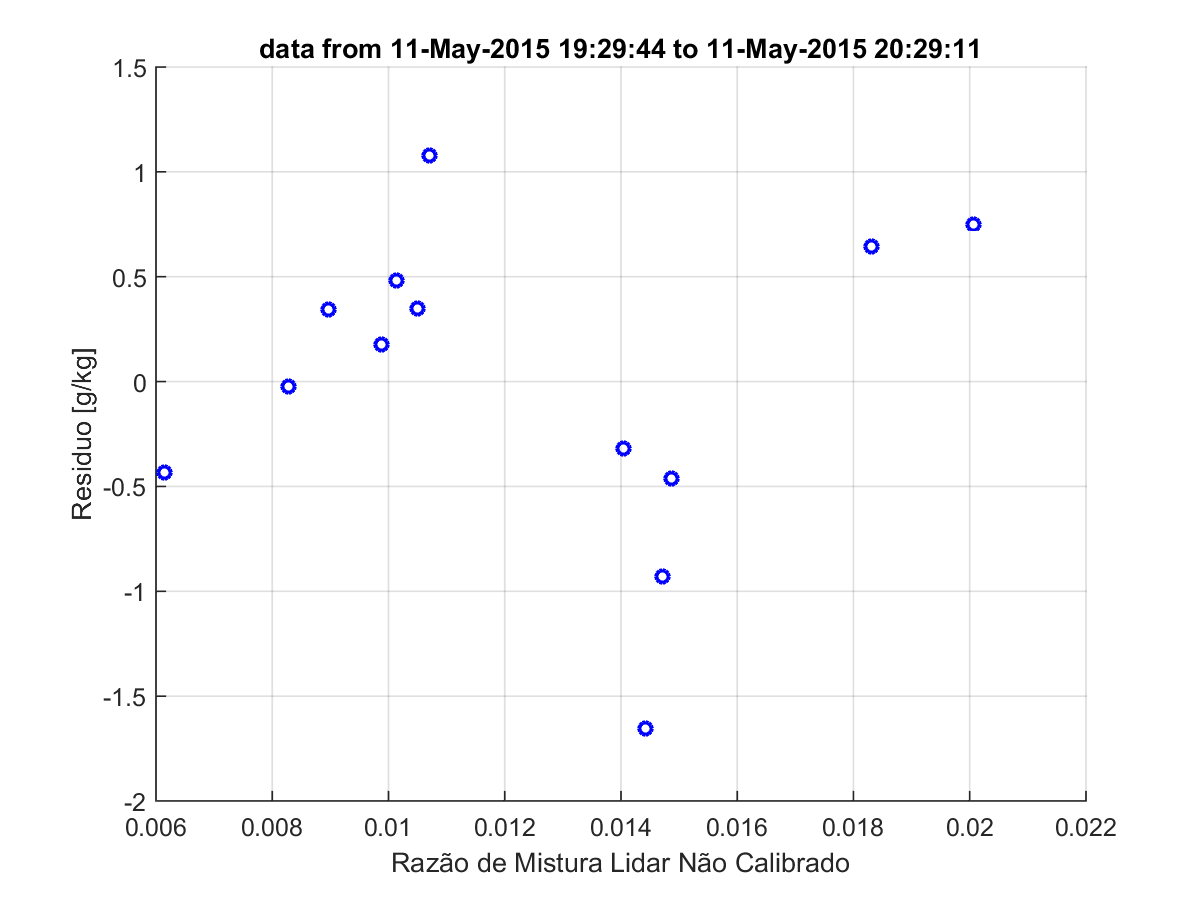 data from 11-May-2015 19:29:44 to 11-May-2015 20:29:11
1.5
1
0.5
0
-0.5
-1
-1.5
-2
Residuo [g/kg]
0.006 0.008 0.01 0.012 0.014 0.016 0.018 0.02 0.022
Razão de Mistura Lidar Não Calibrado